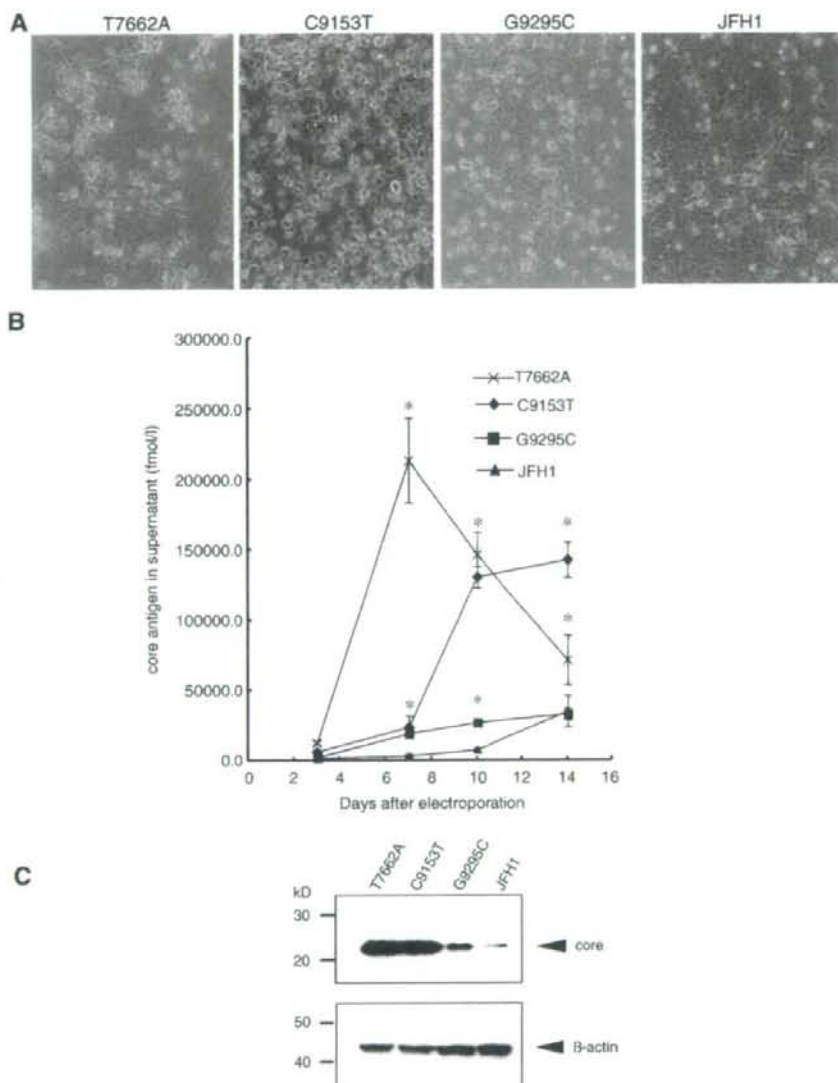 A
T7662A C9153T G9295C JFH1
B
300000.0
250000.0
200000.0
150000.0
100000.0
50000.0
0.0
core antigen in supernatant (fmol/l)
T7662A
C9153T
G9295C
JFH1
*
*
*
*
*
*
0 2 4 6 8 10 12 14 16
Days after electroporation
C
T7662A C9153T G9295C JFH1
kD
30
20
core
50
40
ß-actin